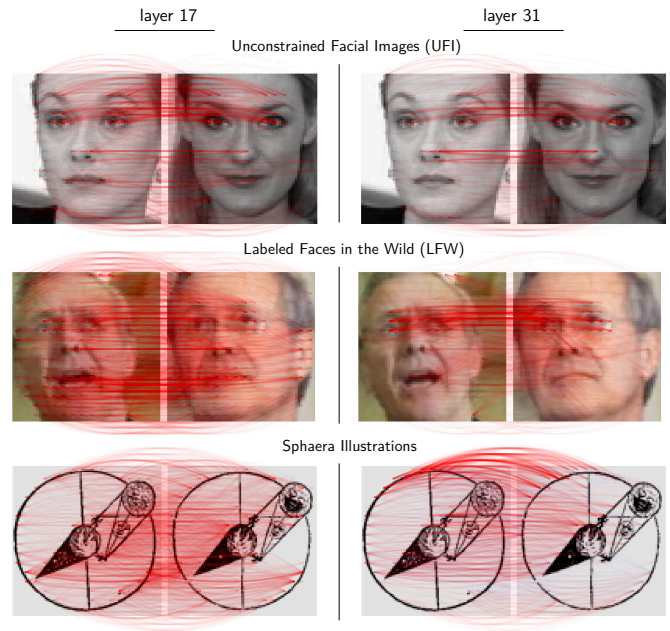 layer 17
layer 31
Unconstrained Facial Images (UFI)
Labeled Faces in the Wild (LFW)
Sphaera Illustrations